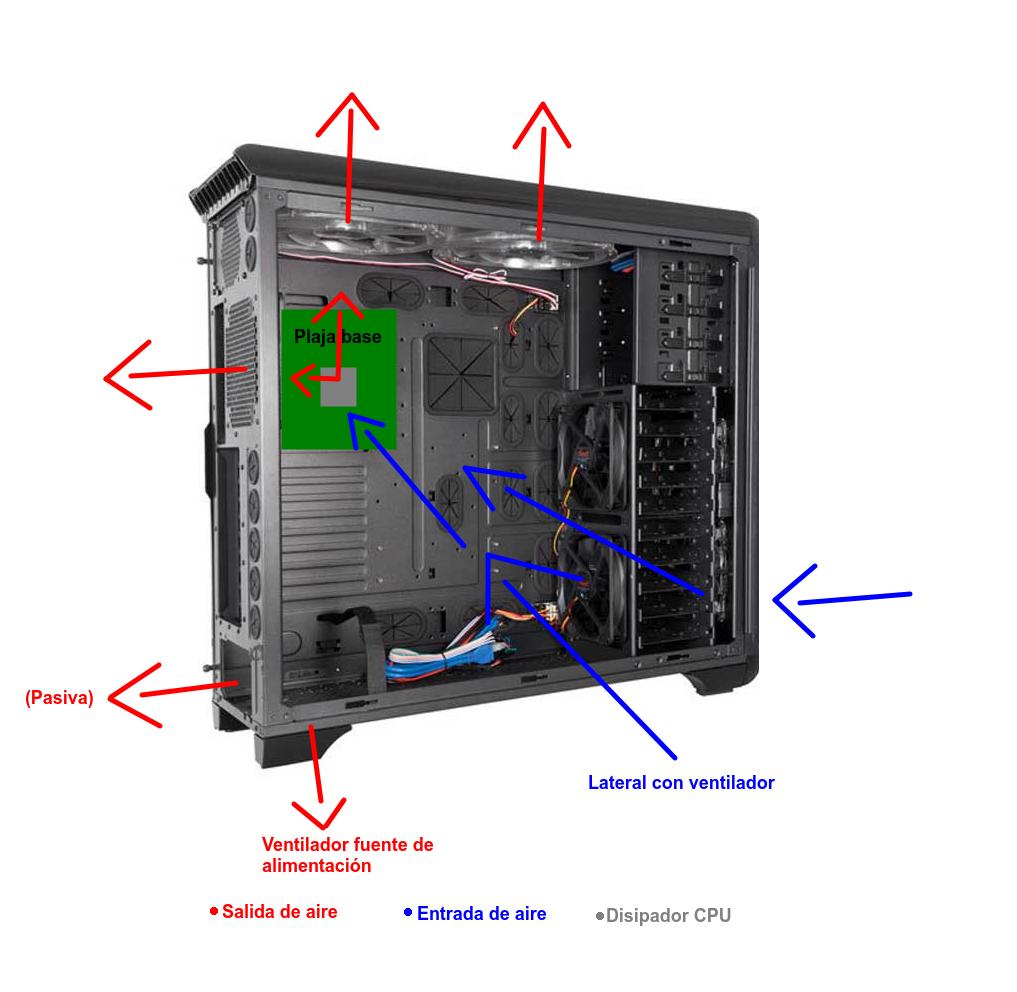 Plaja base
(Pasiva)
Lateral con ventilador
Ventilador fuente de
alimentación
Salida de aire
Entrada de aire
Disipador CPU